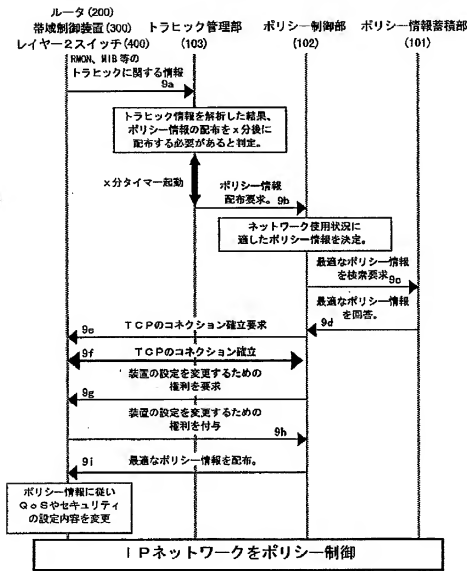 ルータ(200)
帯域制御装置(300)
レイヤー2スイッチ(400)
トラヒック管理部
(103)
ポリシー制御部
(102)
ポリシー情報蓄積部
(101)
RMON、MIB等の
トラヒックに関する情報
9a
トラヒック情報を解析した結果、
ポリシー情報の配布をx分後に
配布する必要があると判定。
x分タイマー起動
ポリシー情報
配布要求。9b
ネットワーク使用状況に
適したポリシー情報を決定。
最適なポリシー情報
を検索要求9c
最適なポリシー情報
を回答。
9d
9e
TCPのコネクション確立要求
9f
TCPのコネクション確立
装置の設定を変更するための
権利を要求
9g
装置の設定を変更するための
権利を付与
9h
9i
最適なポリシー情報を配布。
ポリシー情報に従い
QoSやセキュリティ
の設定内容を変更
IPネットワークをポリシー制御